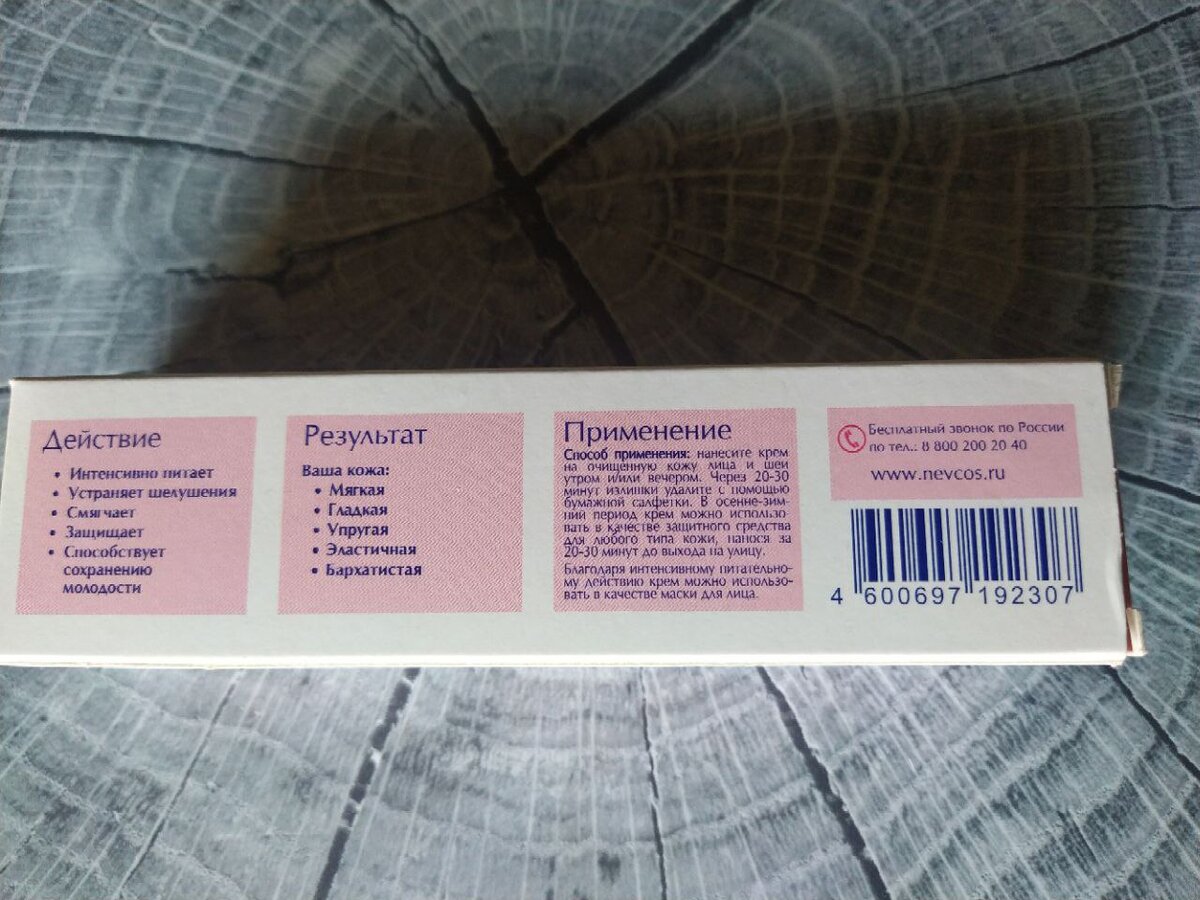 Действие
• Интенсивно питает
• Устраняет шелушения
• Смягчает
• Защищает
• Способствует
сохранению
молодости
Результат
Ваша кожа:
• Мягкая
• Гладкая
• Упругая
• Эластичная
• Бархатистая
Применение
Способ применения: нанесите крем
на очищенную кожу лица и шеи
утром и/или вечером. Через 20-30
минут излишки удалите с помощью
бумажной салфетки. В осенне-зим-
ний период крем можно использо-
вать в качестве защитного средства
для любого типа кожи, нанося за
20-30 минут до выхода на улицу.
Благодаря интенсивному питательно-
му действию крем можно использо-
вать в качестве маски для лица.
Бесплатный звонок по России
по тел.: 8 800 200 20 40
www.nevcos.ru
4 600697 192307